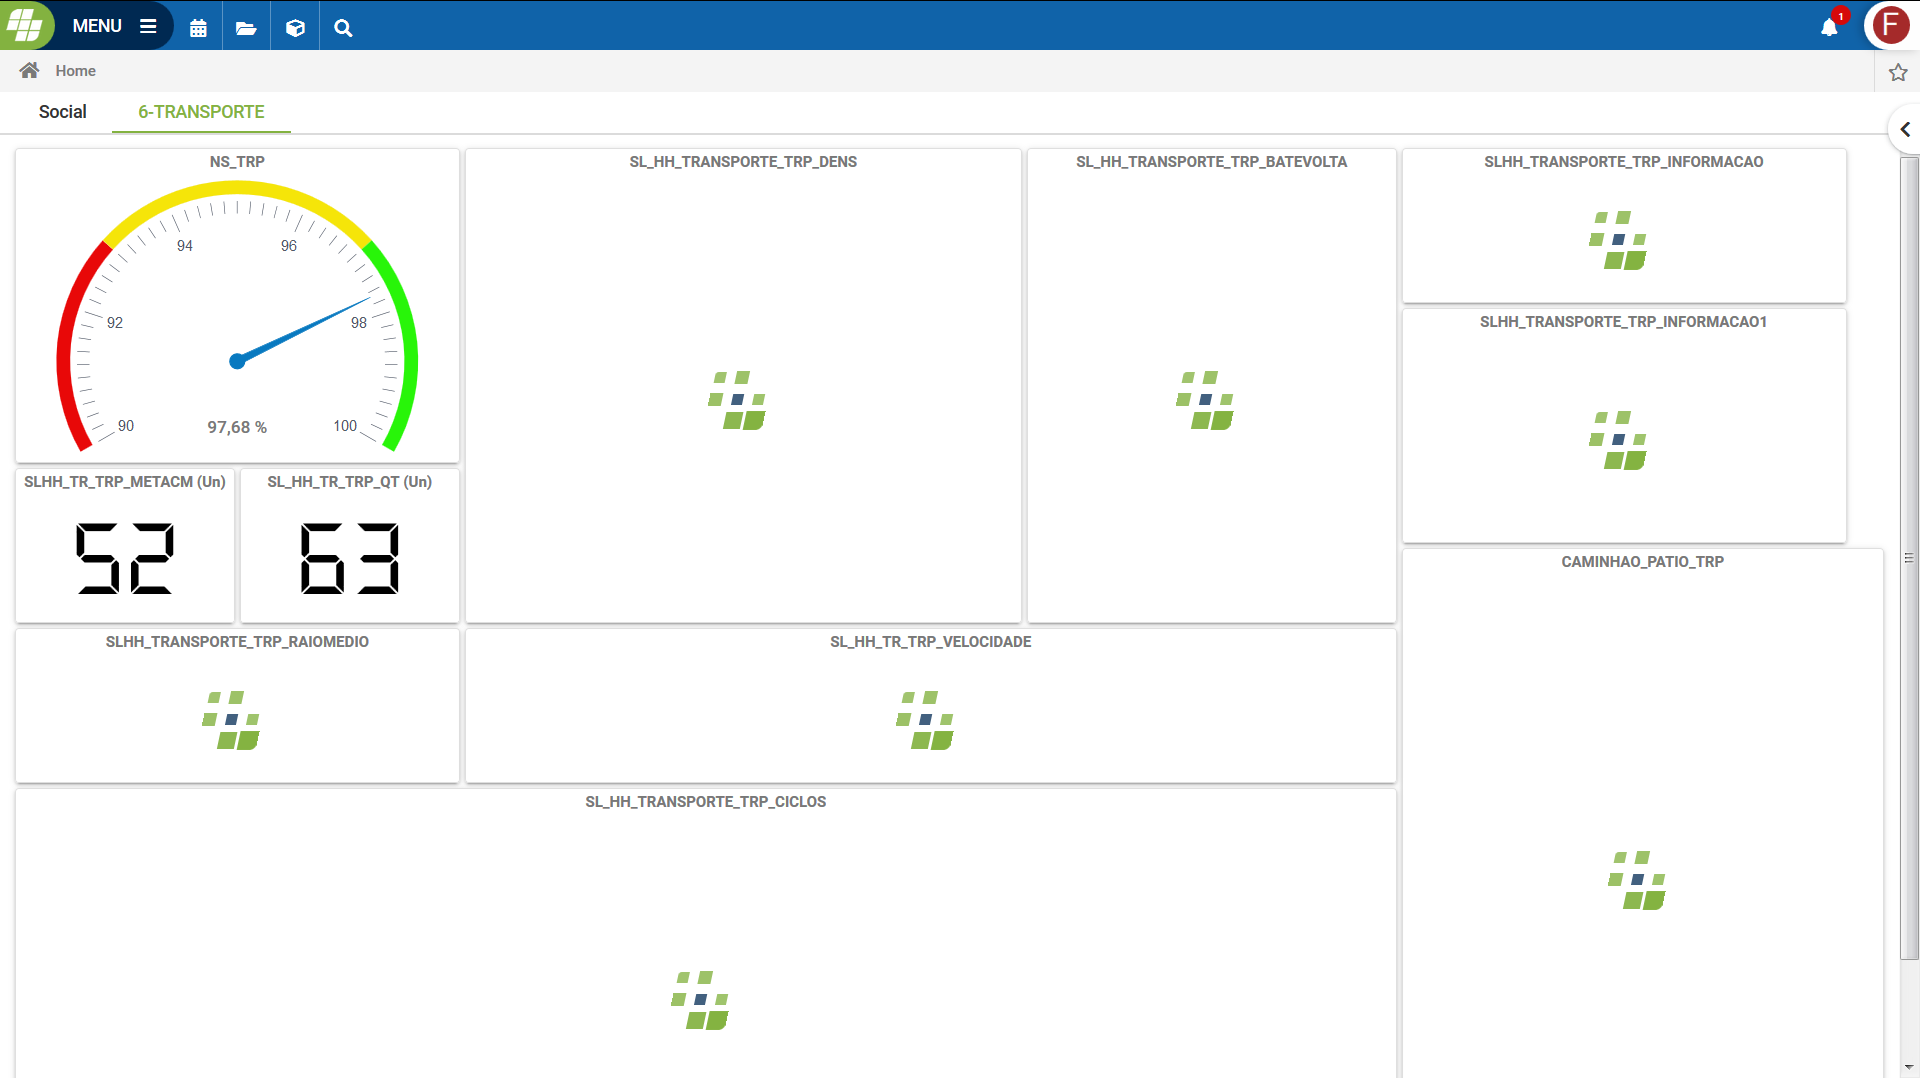 MENU
1
F
Home
Social
6-TRANSPORTE
NS_TRP
94
96
92
98
90
100
97,68 %
SL_HH_TRANSPORTE_TRP_DENS
SL_HH_TRANSPORTE_TRP_BATEVOLTA
SLHH_TRANSPORTE_TRP_INFORMACAO
SLHH_TRANSPORTE_TRP_INFORMACAO1
SLHH_TR_TRP_METACM (Un)
52
SL_HH_TR_TRP_QT (Un)
63
CAMINHAO_PATIO_TRP
SLHH_TRANSPORTE_TRP_RAIOMEDIO
SL_HH_TR_TRP_VELOCIDADE
SL_HH_TRANSPORTE_TRP_CICLOS